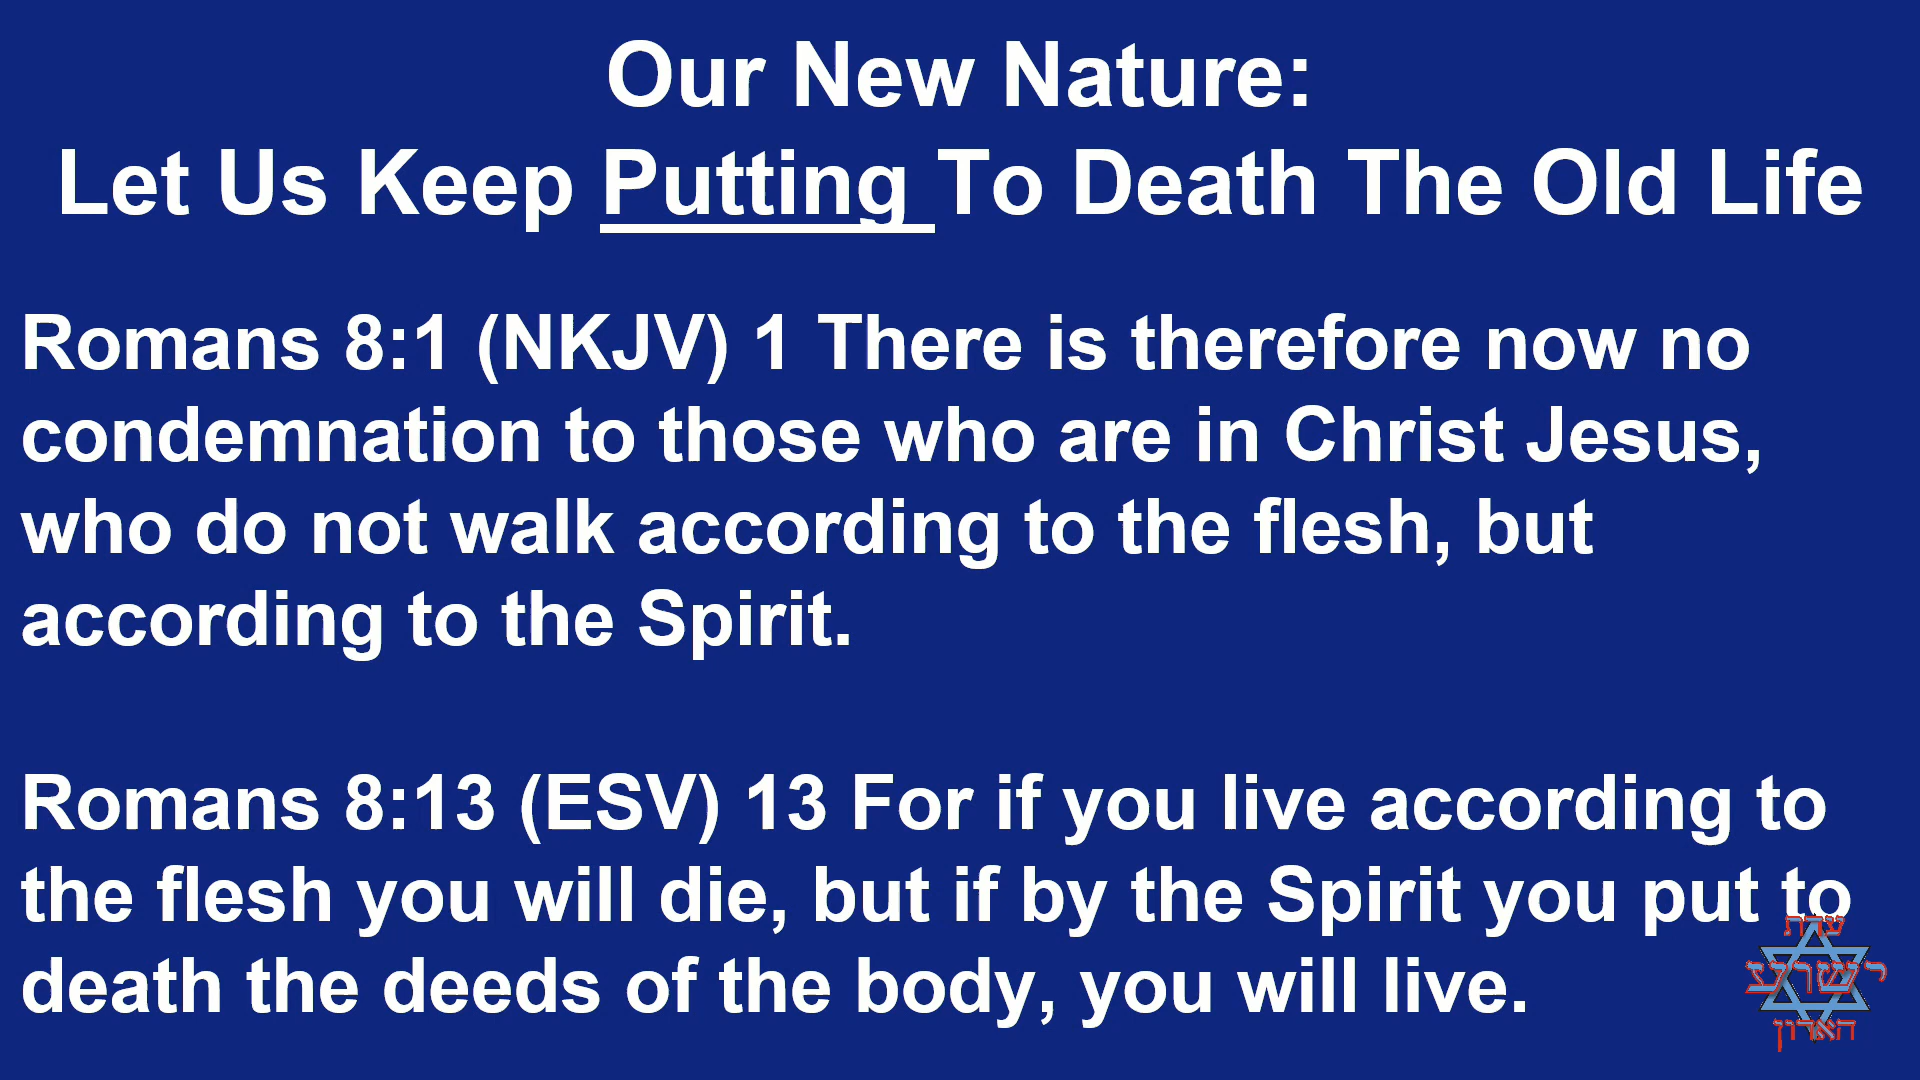 Our New Nature:
Let Us Keep Putting To Death The Old Life
Romans 8:1 (NKJV) 1 There is therefore now no
condemnation to those who are in Christ Jesus,
who do not walk according to the flesh, but
according to the Spirit.
Romans 8:13 (ESV) 13 For if you live according to
the flesh you will die, but if by the Spirit you put to
death the deeds of the body, you will live.
עדת
האדון